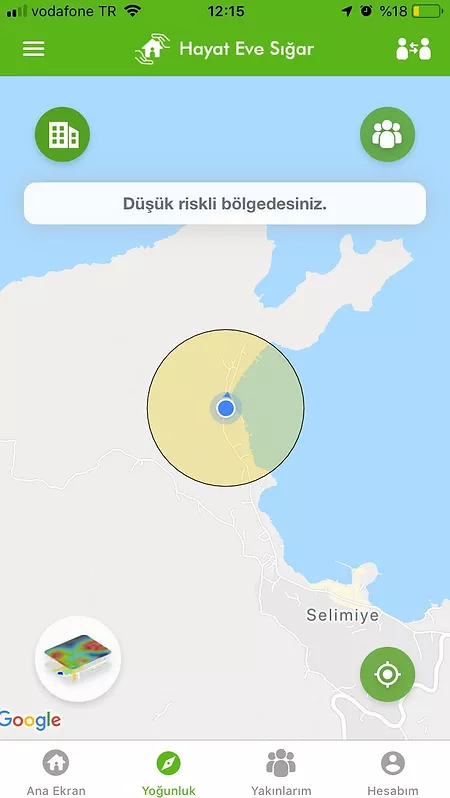 vodafone TR 12:15 %18
Hayat Eve Sığar
Düşük riskli bölgedesiniz.
Selimiye
Google
Ana Ekran Yoğunluk Yakınlarım Hesabım